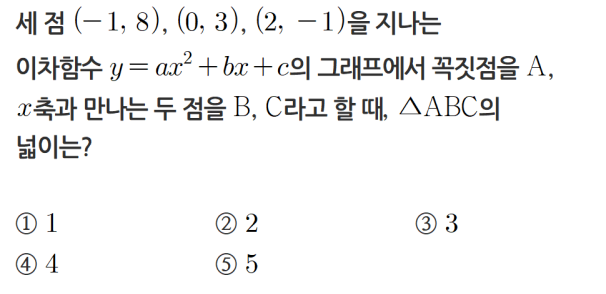 세 점 (−1, 8), (0, 3), (2, −1)을 지나는
이차함수 y=ax²+bx+c의 그래프에서 꼭짓점을 A,
x축과 만나는 두 점을 B, C라고 할 때, △ABC의
넓이는?
① 1 ② 2 ③ 3
④ 4 ⑤ 5